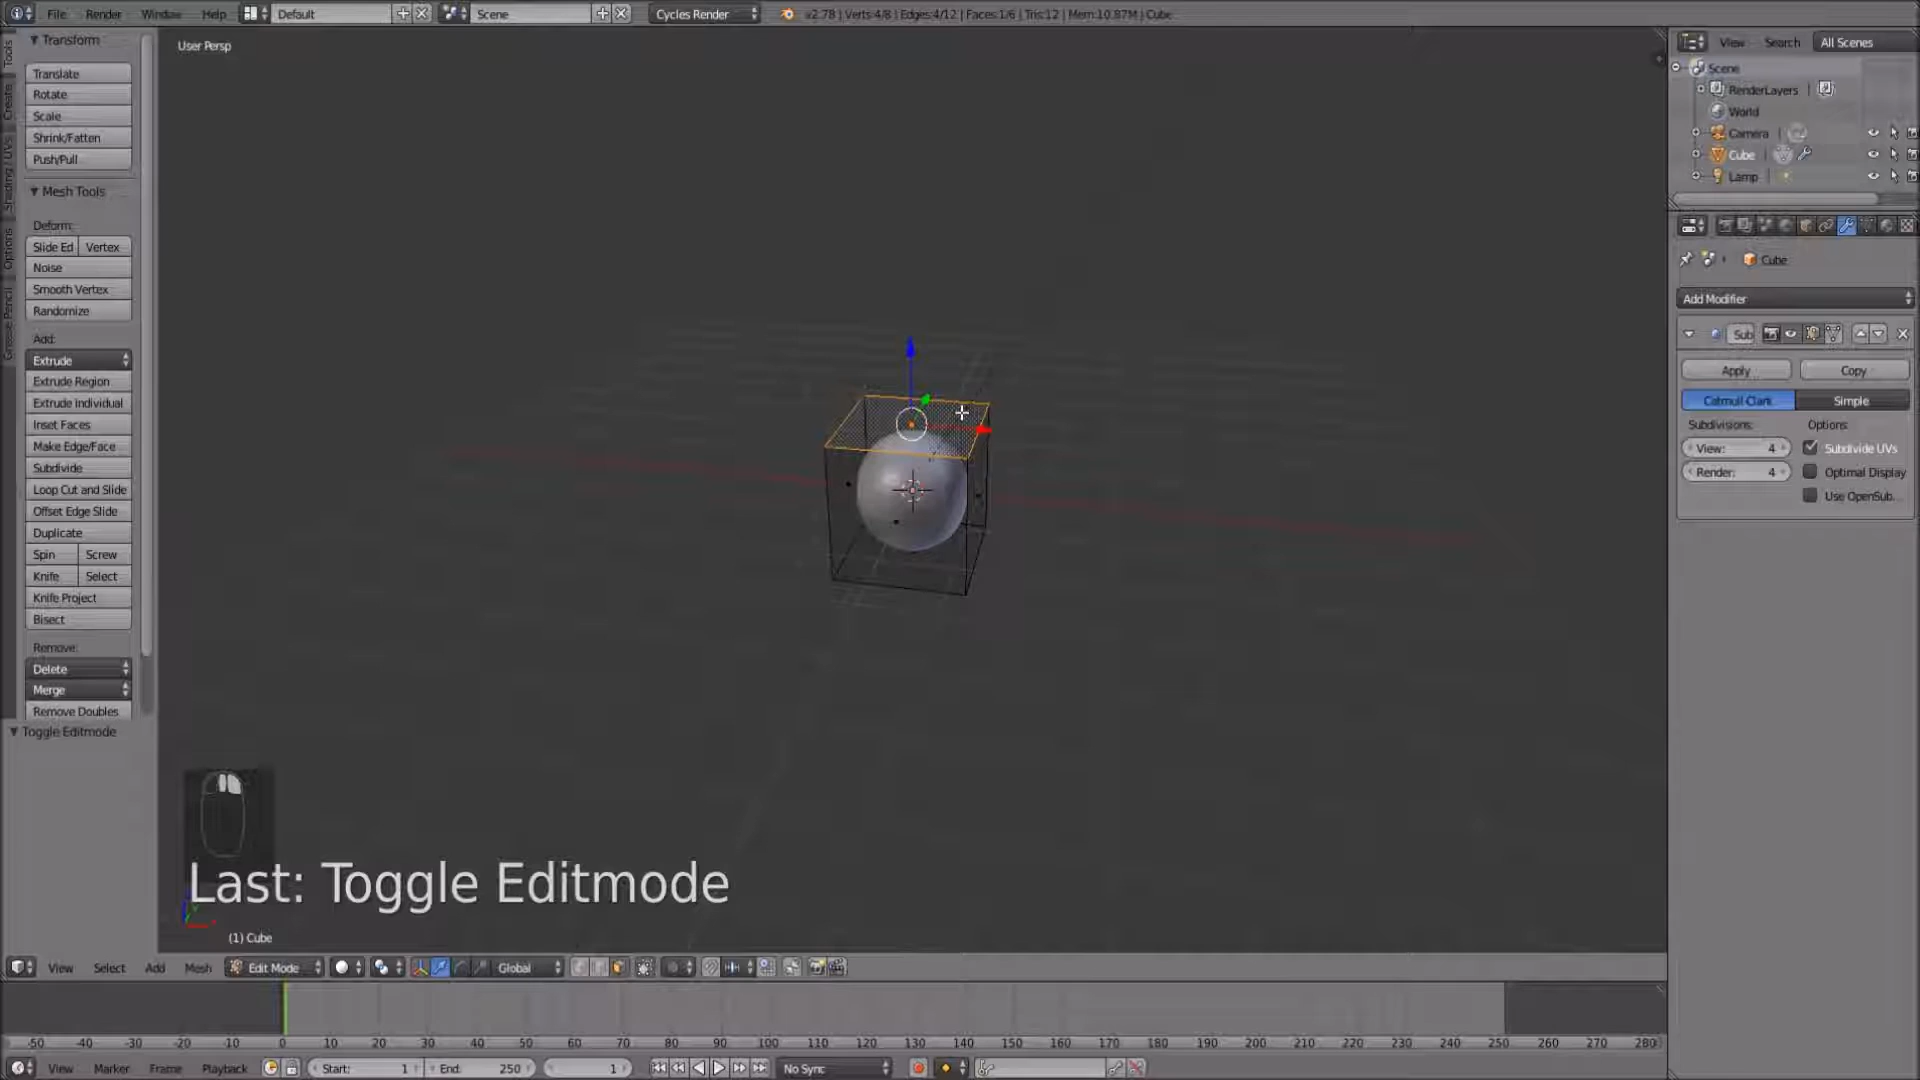 File Render Window Help Default Scene Cycles Render v2.78 | Verts:4/8 | Edges:4/12 | Faces:1/6 | Tris:12 | Mem:10.87M | Cube
Transform
Translate
Rotate
Scale
Shrink/Fatten
Push/Pull
Mesh Tools
Deform:
Slide Ed Vertex
Noise
Smooth Vertex
Randomize
Add:
Extrude
Extrude Region
Extrude Individual
Inset Faces
Make Edge/Face
Subdivide
Loop Cut and Slide
Offset Edge Slide
Duplicate
Spin Screw
Knife Select
Knife Project
Bisect
Remove:
Delete
Merge
Remove Doubles
Toggle Editmode
Tools
Create
Shading / UVs
Options
Grease Pencil
User Persp
Last: Toggle Editmode
(1) Cube
View Search All Scenes
Scene
RenderLayers
World
Camera
Cube
Lamp
Cube
Add Modifier
Sub
Apply Copy
Catmull-Clark Simple
Subdivisions: Options:
View: 4 Subdivide UVs
Render: 4 Optimal Display
Use OpenSub...
View Select Add Mesh Edit Mode Global
-50 -40 -30 -20 -10 0 10 20 30 40 50 60 70 80 90 100 110 120 130 140 150 160 170 180 190 200 210 220 230 240 250 260 270 280
View Marker Frame Playback Start: 1 End: 250 1 No Sync